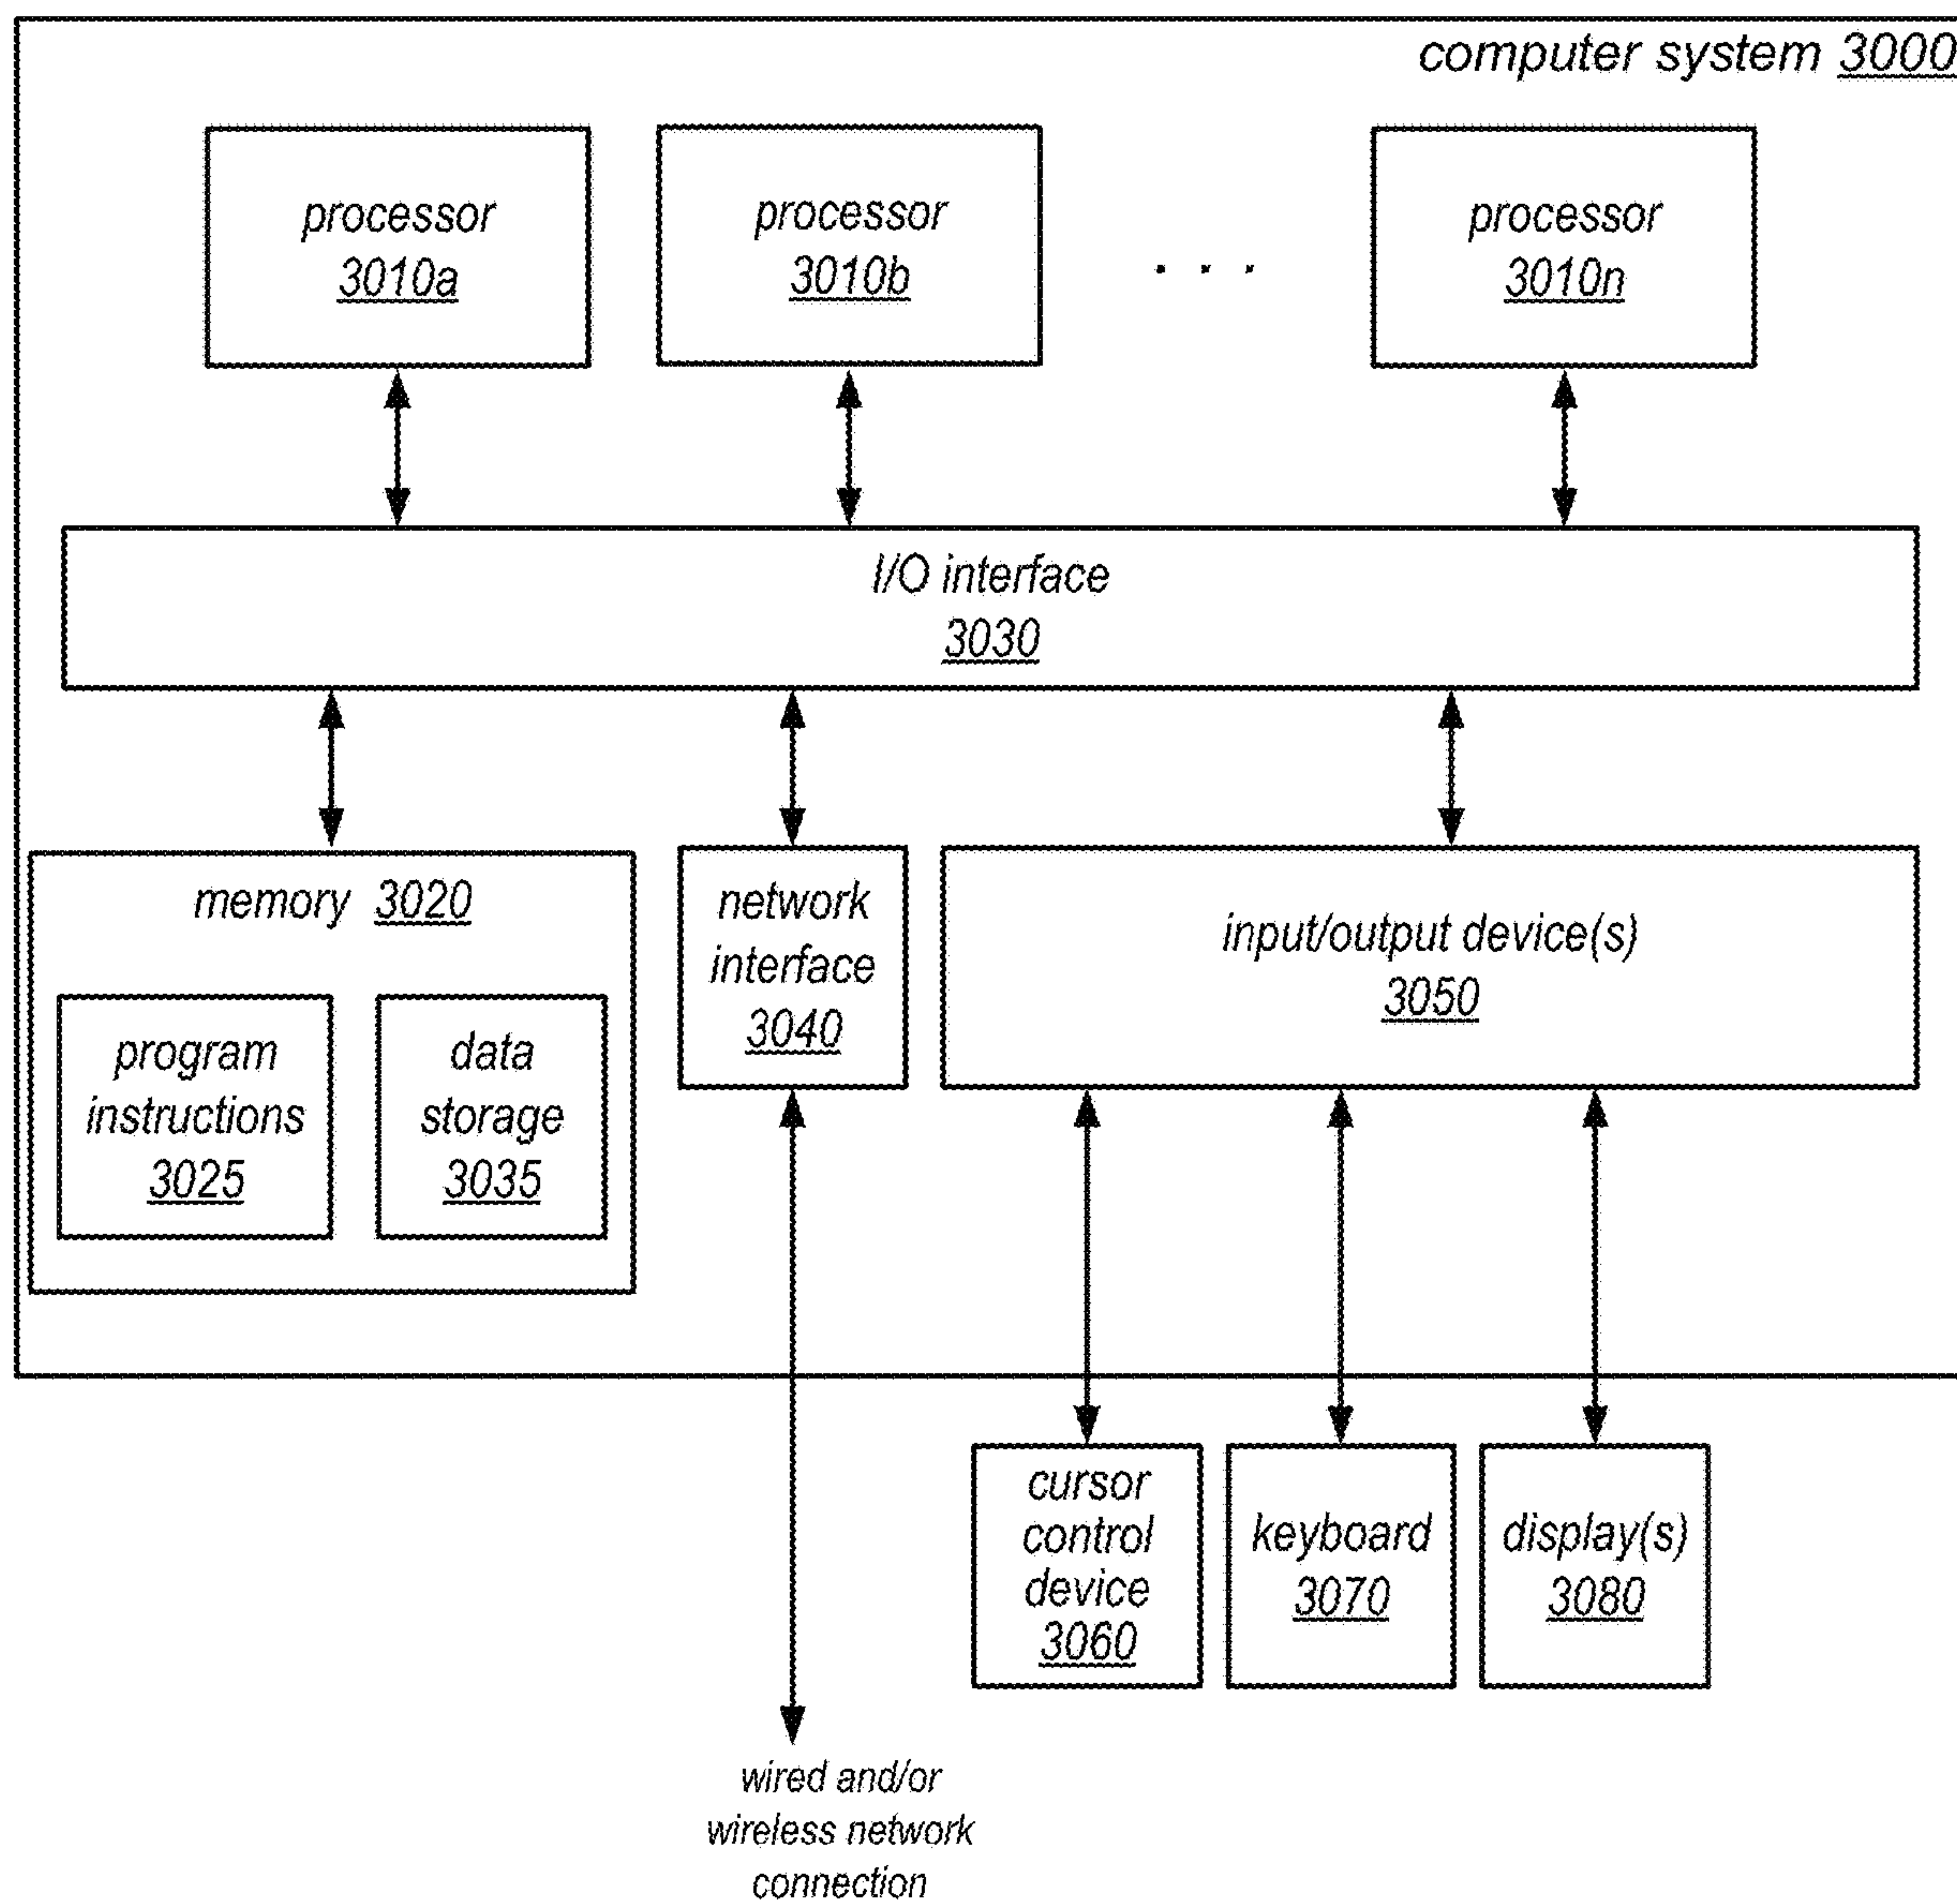 computer system 3000
processor
3010a
processor
3010b
. . .
processor
3010n
I/O interface
3030
memory 3020
program
instructions
3025
data
storage
3035
network
interface
3040
input/output device(s)
3050
cursor
control
device
3060
keyboard
3070
display(s)
3080
wired and/or
wireless network
connection